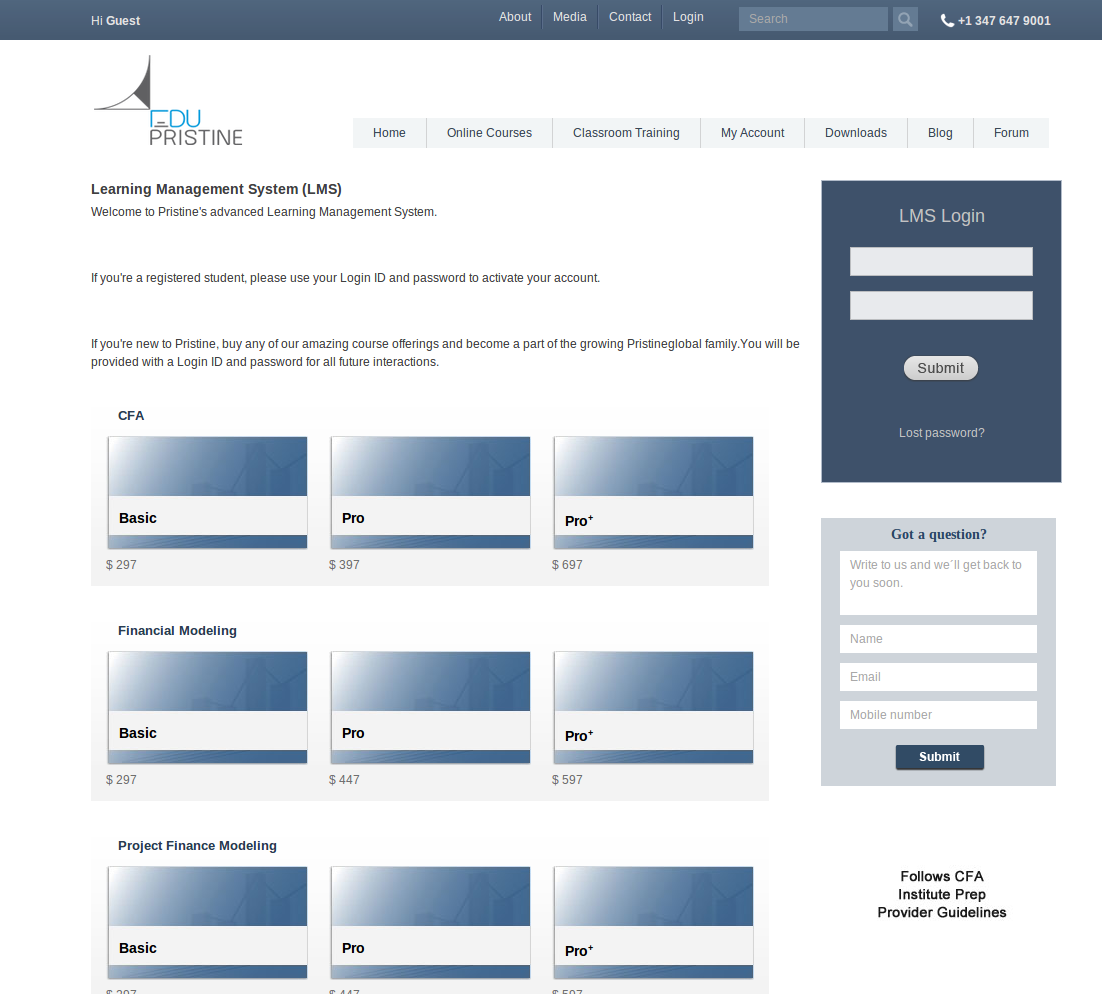 Hi Guest
About
Media
Contact
Login
Search
+1 347 647 9001
EDU
PRISTINE
Home
Online Courses
Classroom Training
My Account
Downloads
Blog
Forum
Learning Management System (LMS)
Welcome to Pristine's advanced Learning Management System.
If you're a registered student, please use your Login ID and password to activate your account.
If you're new to Pristine, buy any of our amazing course offerings and become a part of the growing Pristineglobal family.You will be
provided with a Login ID and password for all future interactions.
CFA
Basic
Pro
Pro+
$ 297
$ 397
$ 697
Financial Modeling
Basic
Pro
Pro+
$ 297
$ 447
$ 597
Project Finance Modeling
Basic
Pro
Pro+
$ 297
$ 447
$ 597
LMS Login
Submit
Lost password?
Got a question?
Write to us and we´ll get back to
you soon.
Name
Email
Mobile number
Submit
Follows CFA
Institute Prep
Provider Guidelines